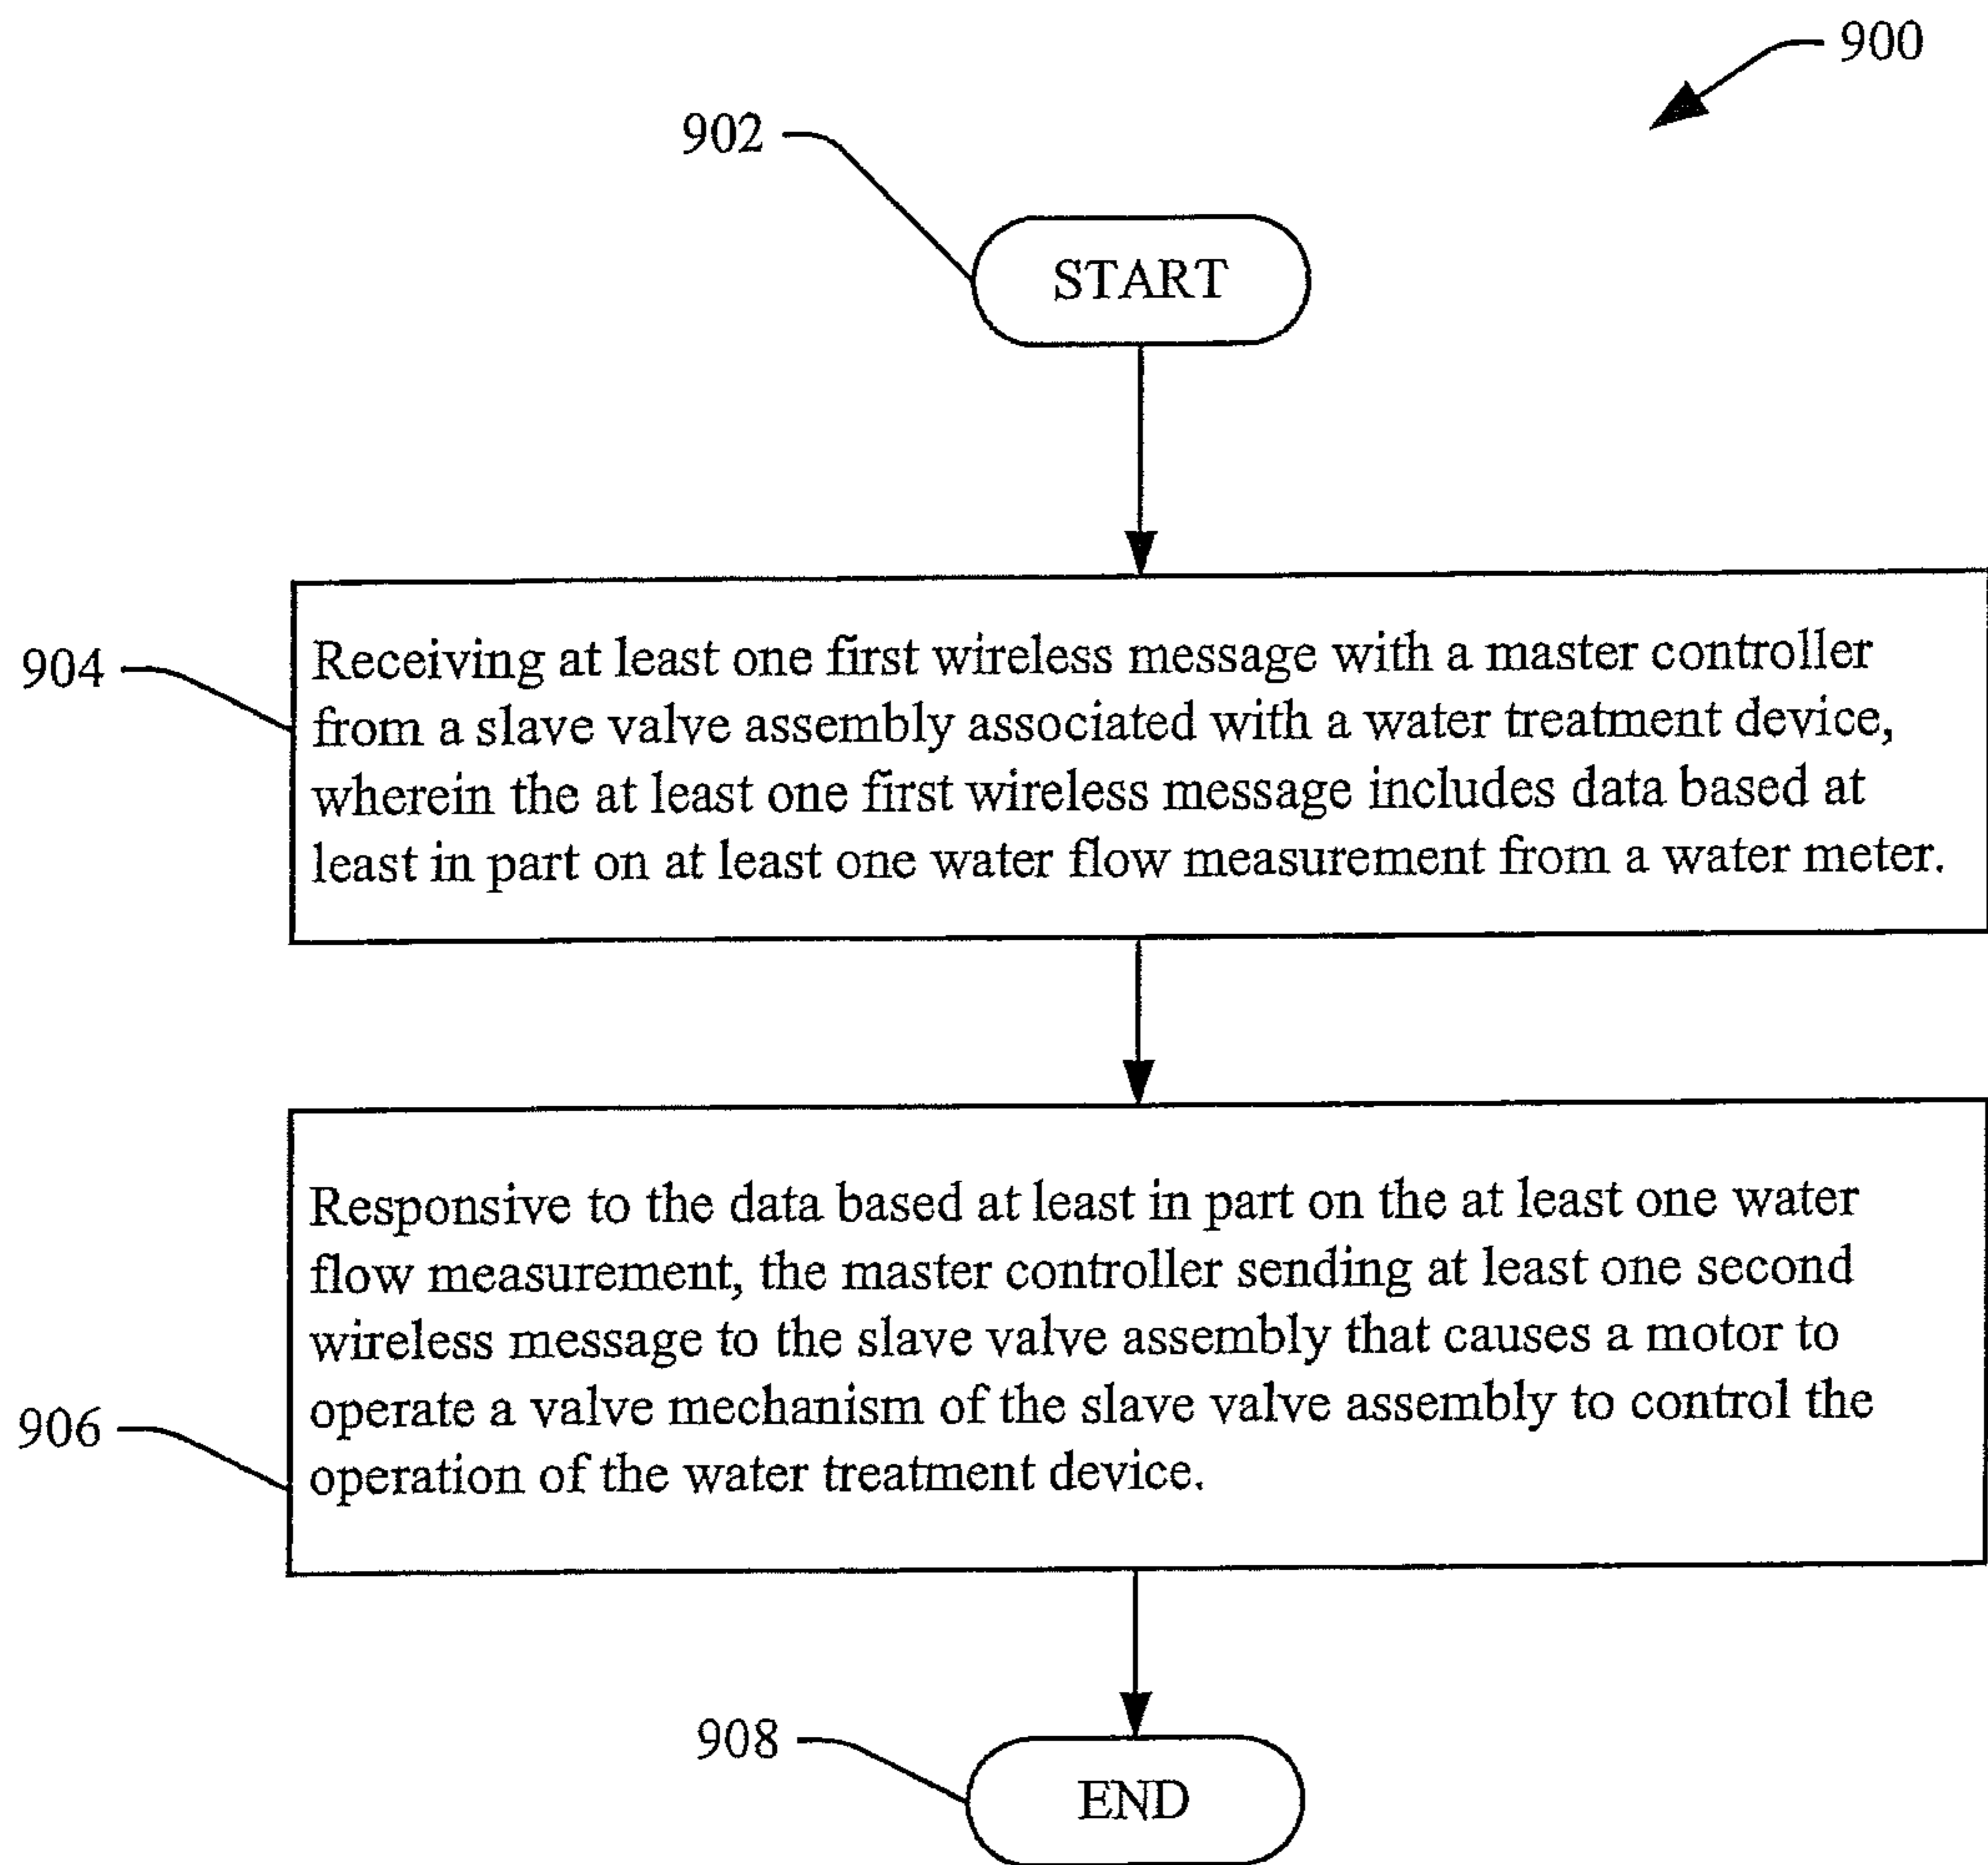 900
902
START
904
Receiving at least one first wireless message with a master controller
from a slave valve assembly associated with a water treatment device,
wherein the at least one first wireless message includes data based at
least in part on at least one water flow measurement from a water meter.
Responsive to the data based at least in part on the at least one water
flow measurement, the master controller sending at least one second
wireless message to the slave valve assembly that causes a motor to
operate a valve mechanism of the slave valve assembly to control the
operation of the water treatment device.
906
908
END